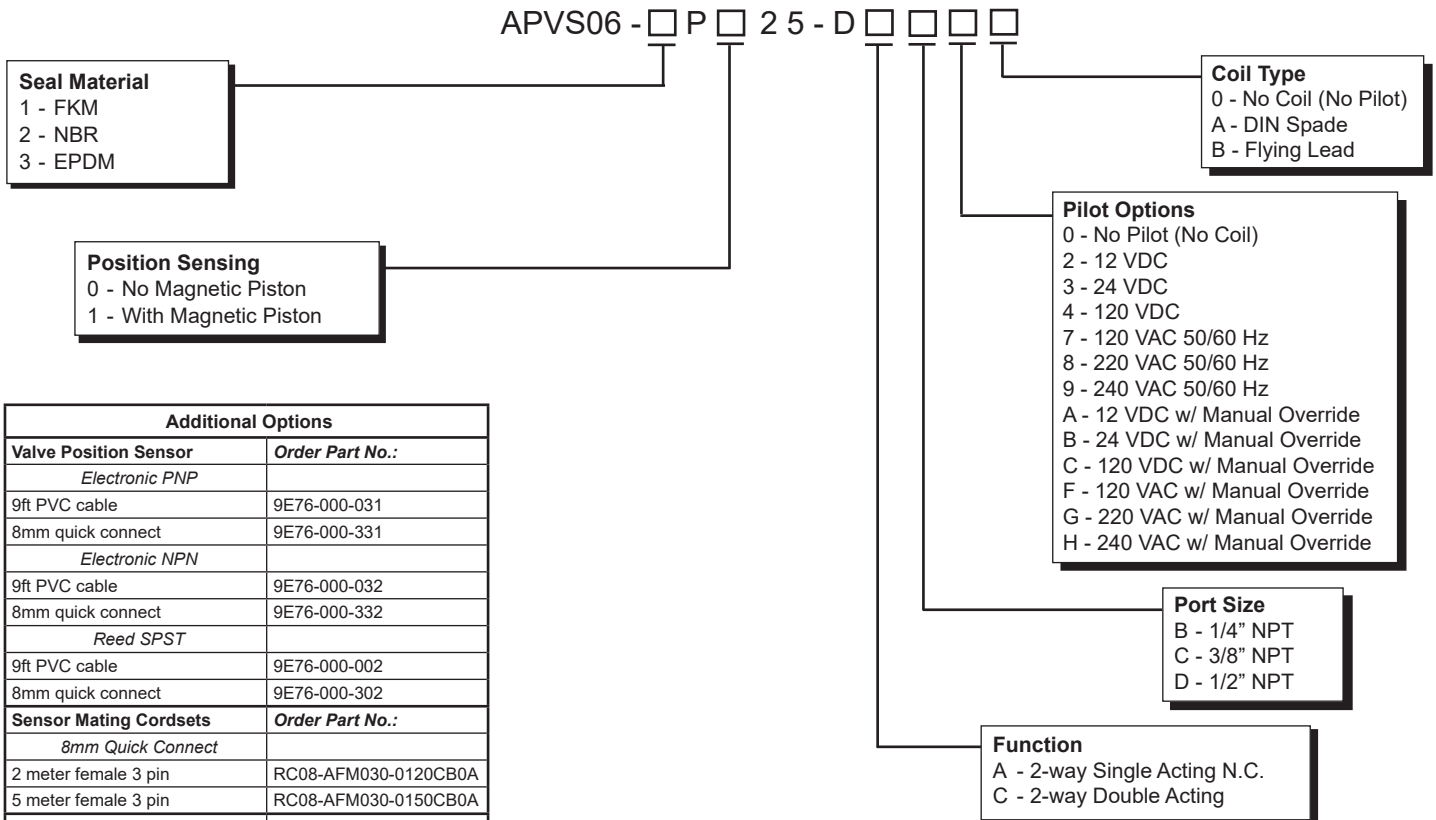 APVS06 - □ P □ 2 5 - D □ □ □ □
Seal Material
1 - FKM
2 - NBR
3 - EPDM
Coil Type
0 - No Coil (No Pilot)
A - DIN Spade
B - Flying Lead
Pilot Options
0 - No Pilot (No Coil)
2 - 12 VDC
3 - 24 VDC
4 - 120 VDC
7 - 120 VAC 50/60 Hz
8 - 220 VAC 50/60 Hz
9 - 240 VAC 50/60 Hz
A - 12 VDC w/ Manual Override
B - 24 VDC w/ Manual Override
C - 120 VDC w/ Manual Override
F - 120 VAC w/ Manual Override
G - 220 VAC w/ Manual Override
H - 240 VAC w/ Manual Override
Position Sensing
0 - No Magnetic Piston
1 - With Magnetic Piston
Additional Options
Valve Position Sensor Order Part No.:
Electronic PNP
9ft PVC cable 9E76-000-031
8mm quick connect 9E76-000-331
Electronic NPN
9ft PVC cable 9E76-000-032
8mm quick connect 9E76-000-332
Reed SPST
9ft PVC cable 9E76-000-002
8mm quick connect 9E76-000-302
Sensor Mating Cordsets Order Part No.:
8mm Quick Connect
2 meter female 3 pin RC08-AFM030-0120CB0A
5 meter female 3 pin RC08-AFM030-0150CB0A
Port Size
B - 1/4” NPT
C - 3/8” NPT
D - 1/2” NPT
Function
A - 2-way Single Acting N.C.
C - 2-way Double Acting